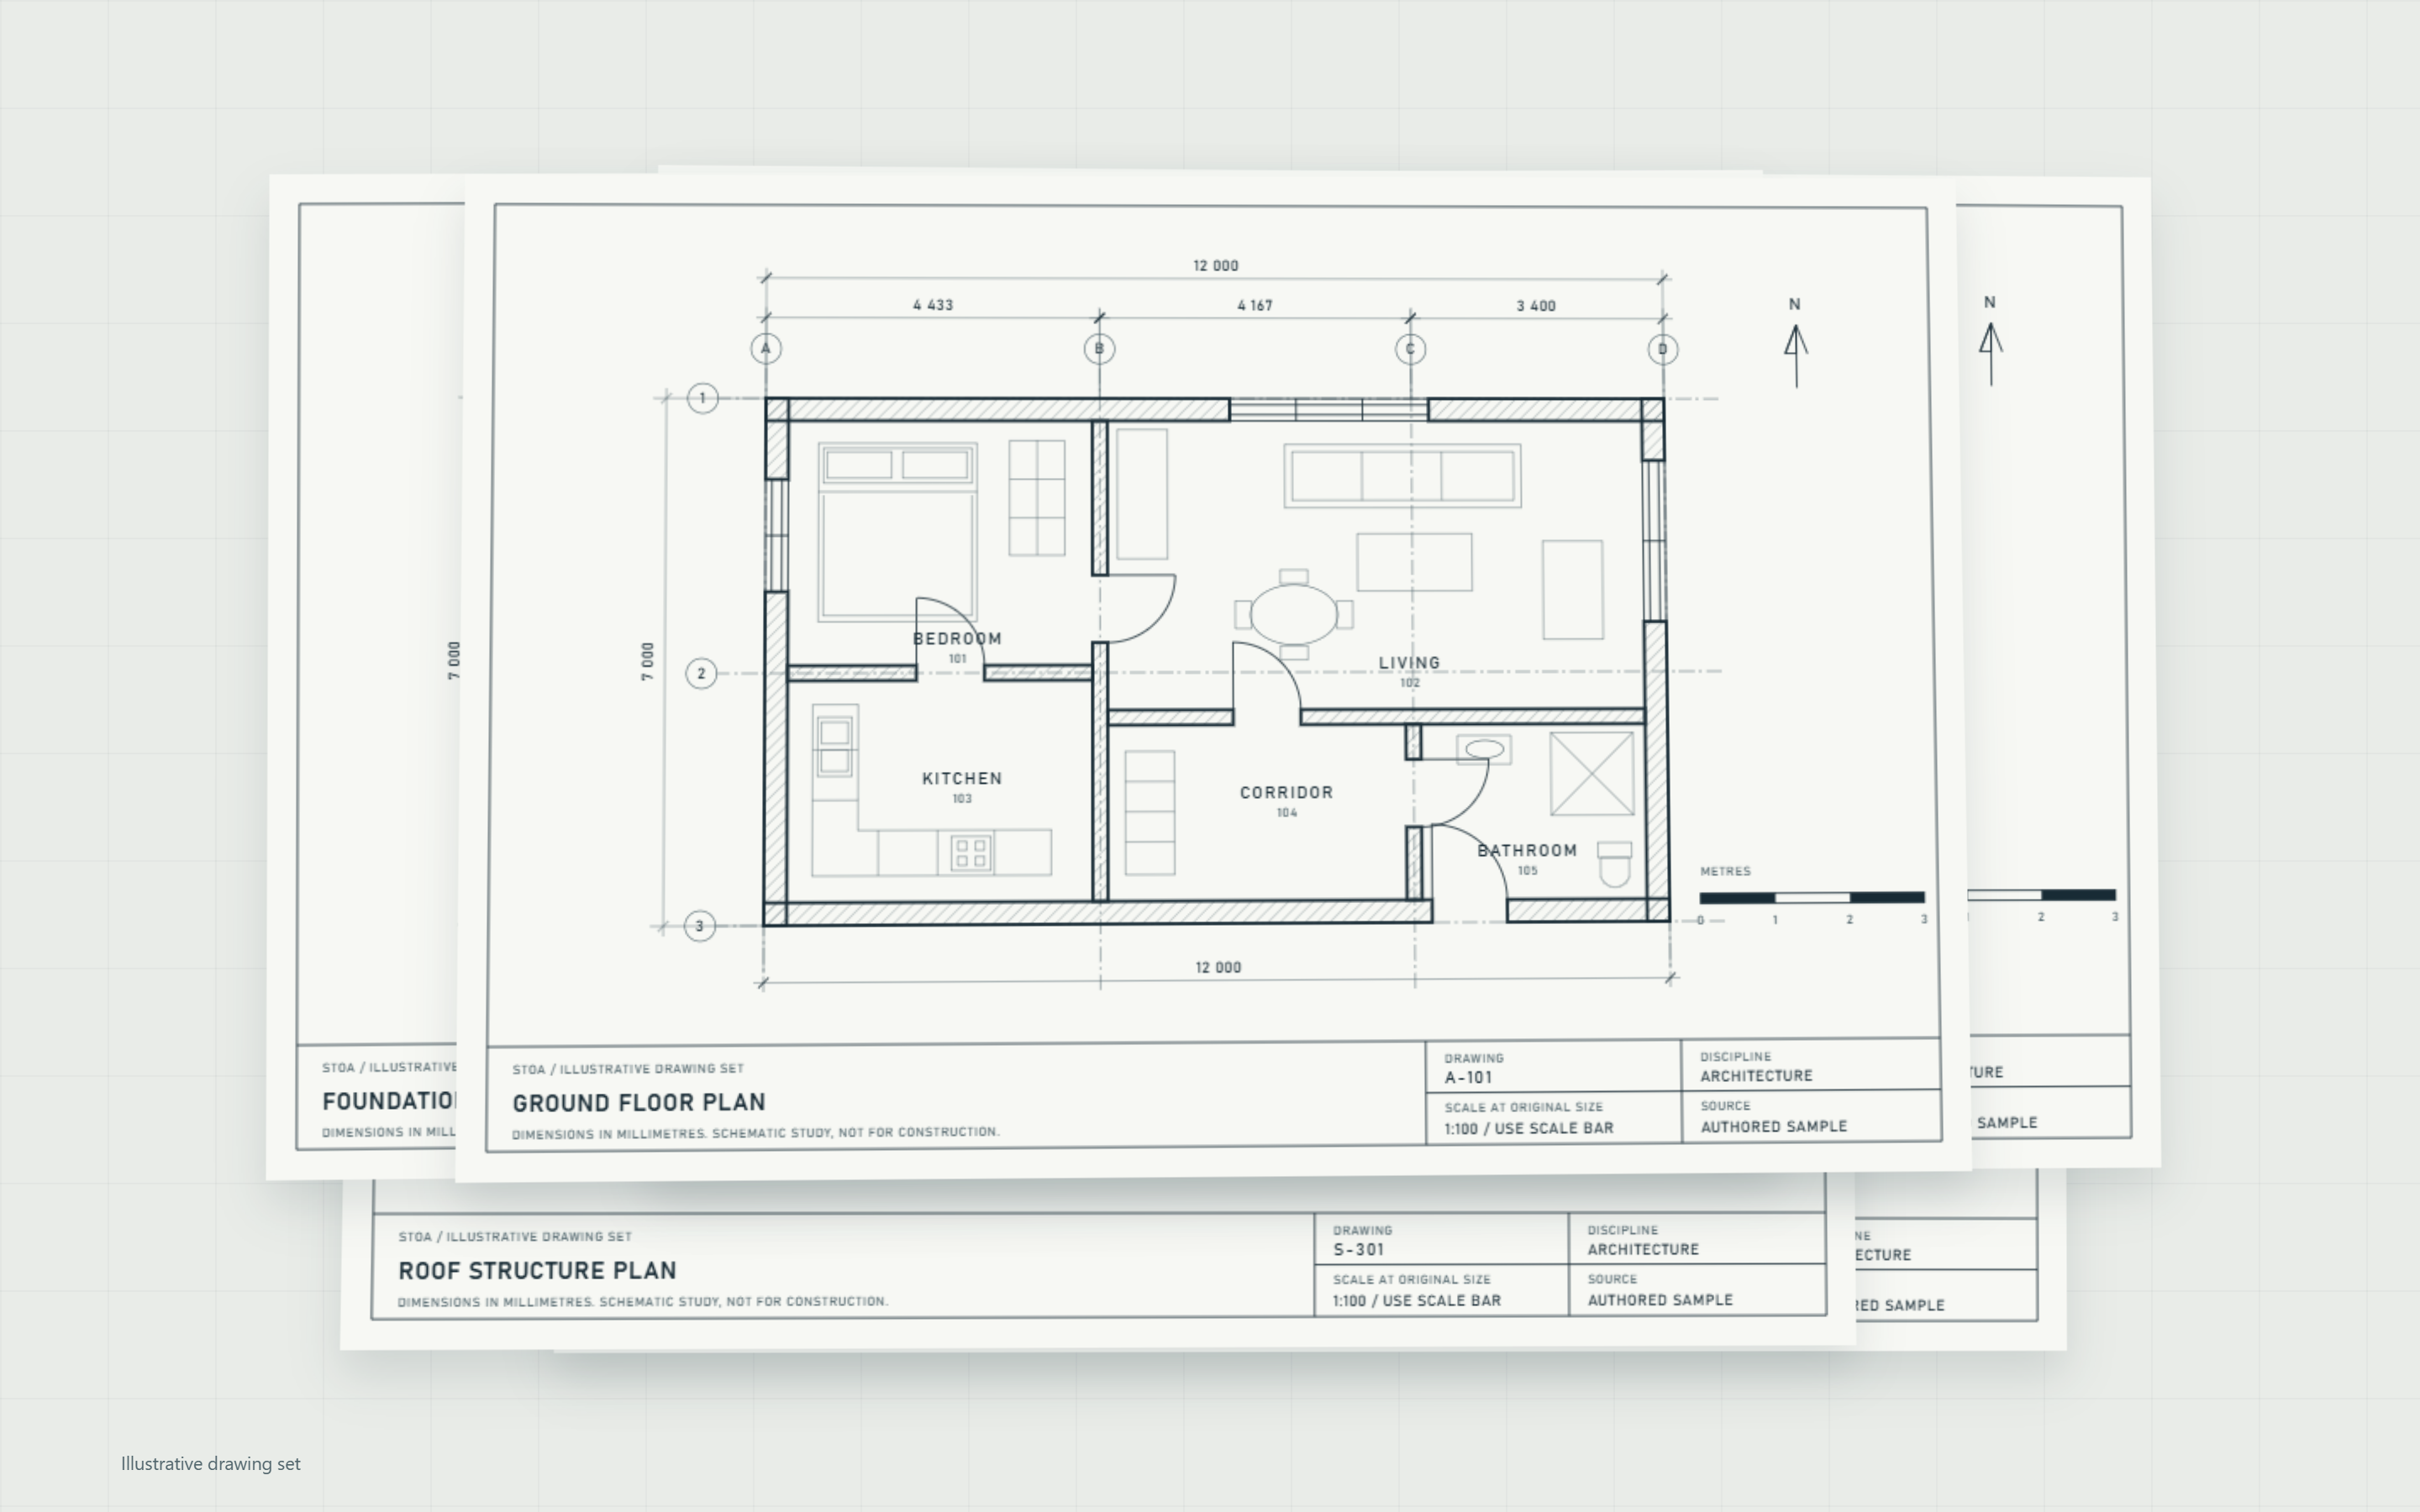 12 000
4 433
4 167
3 400
N
N
A
B
C
D
1
BEDROOM
101
7 000
7 000
2
LIVING
102
KITCHEN
103
CORRIDOR
104
BATHROOM
105
METRES
0 1 2 3
2 3
3
12 000
STOA / ILLUSTRATIVE
FOUNDATIO
DIMENSIONS IN MILL
STOA / ILLUSTRATIVE DRAWING SET
GROUND FLOOR PLAN
DIMENSIONS IN MILLIMETRES. SCHEMATIC STUDY, NOT FOR CONSTRUCTION.
DRAWING
A-101
SCALE AT ORIGINAL SIZE
1:100 / USE SCALE BAR
DISCIPLINE
ARCHITECTURE
SOURCE
AUTHORED SAMPLE
TURE
SAMPLE
STOA / ILLUSTRATIVE DRAWING SET
ROOF STRUCTURE PLAN
DIMENSIONS IN MILLIMETRES. SCHEMATIC STUDY, NOT FOR CONSTRUCTION.
DRAWING
S-301
SCALE AT ORIGINAL SIZE
1:100 / USE SCALE BAR
DISCIPLINE
ARCHITECTURE
SOURCE
AUTHORED SAMPLE
NE
ECTURE
RED SAMPLE
Illustrative drawing set